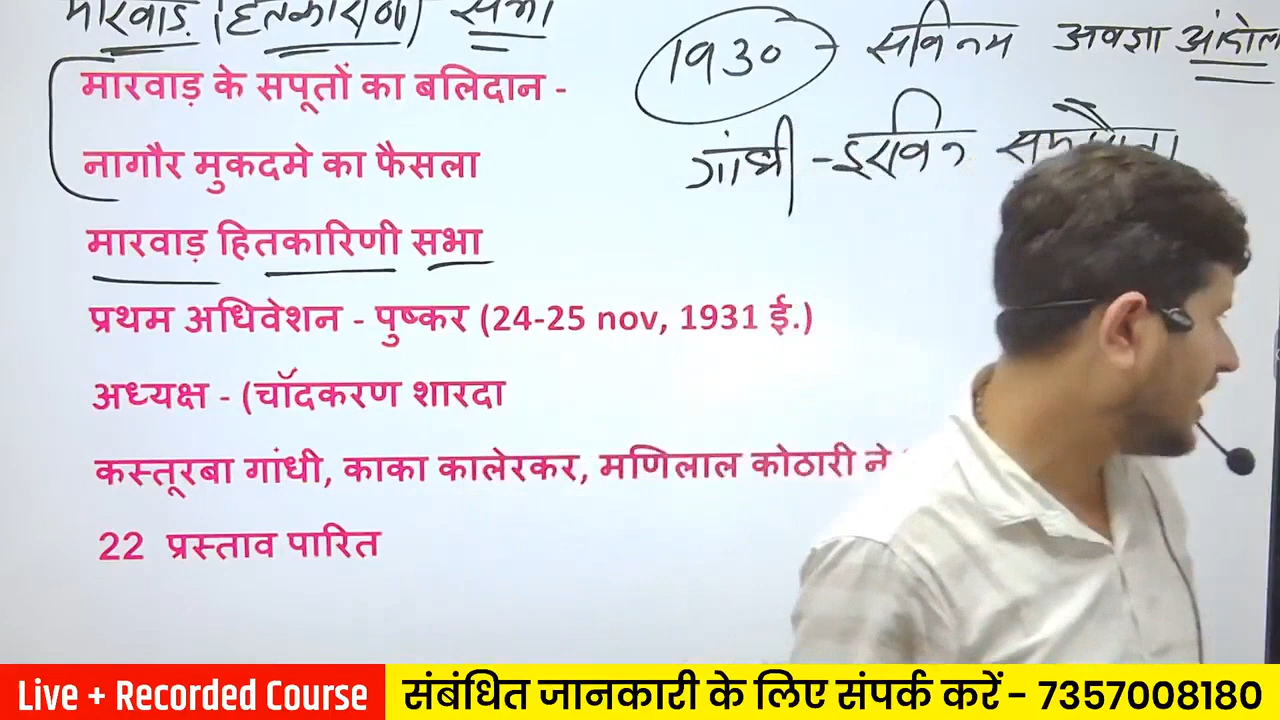 मारवाड़ हितकारिणी सभा
1930 - सविनय अवज्ञा आंदोल
गांधी - इरविन समझौता
मारवाड़ के सपूतों का बलिदान -
नागौर मुकदमे का फैसला
मारवाड़ हितकारिणी सभा
प्रथम अधिवेशन - पुष्कर (24-25 nov, 1931 ई.)
अध्यक्ष - (चाॅदकरण शारदा
कस्तूरबा गांधी, काका कालेरकर, मणिलाल कोठारी ने
22 प्रस्ताव पारित
Live + Recorded Course
संबंधित जानकारी के लिए संपर्क करें - 7357008180